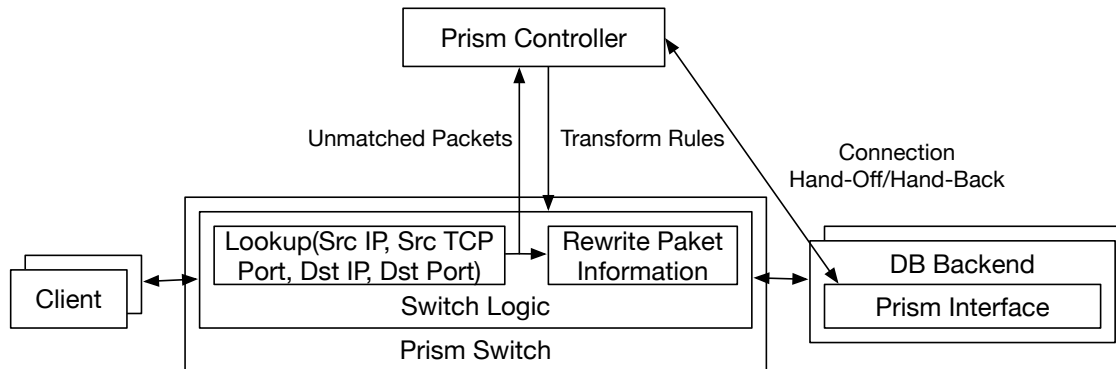 Prism Controller
Unmatched Packets
Transform Rules
Connection
Hand-Off/Hand-Back
Lookup(Src IP, Src TCP
Port, Dst IP, Dst Port)
Rewrite Paket
Information
Switch Logic
Prism Switch
Client
DB Backend
Prism Interface